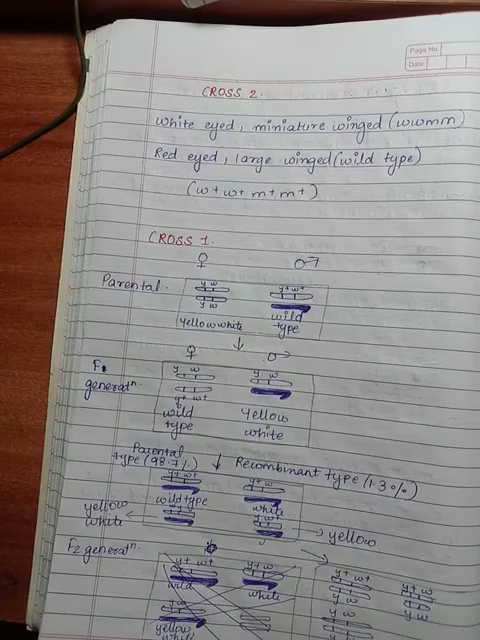 Page No.
Date
CROSS 2.
White eyed, miniature winged (wwmm)
Red eyed, large winged (wild type)
(w+ w+ m+ m+)
CROSS 1.
♀ ♂
Parental.
y w y+ w+
y w
yellow white wild type
♀ ♂
F1 generatn.
y w y w
y+ w+
wild type yellow white
Parental type (98.7%) Recombinant type (1.3%)
y+ w+ y+ w
wild type white
yellow white
yellow
F2 generatn.
y+ w+ y+ w
wild white
y w
yellow white
y+ w+
y w
y+ w
y w